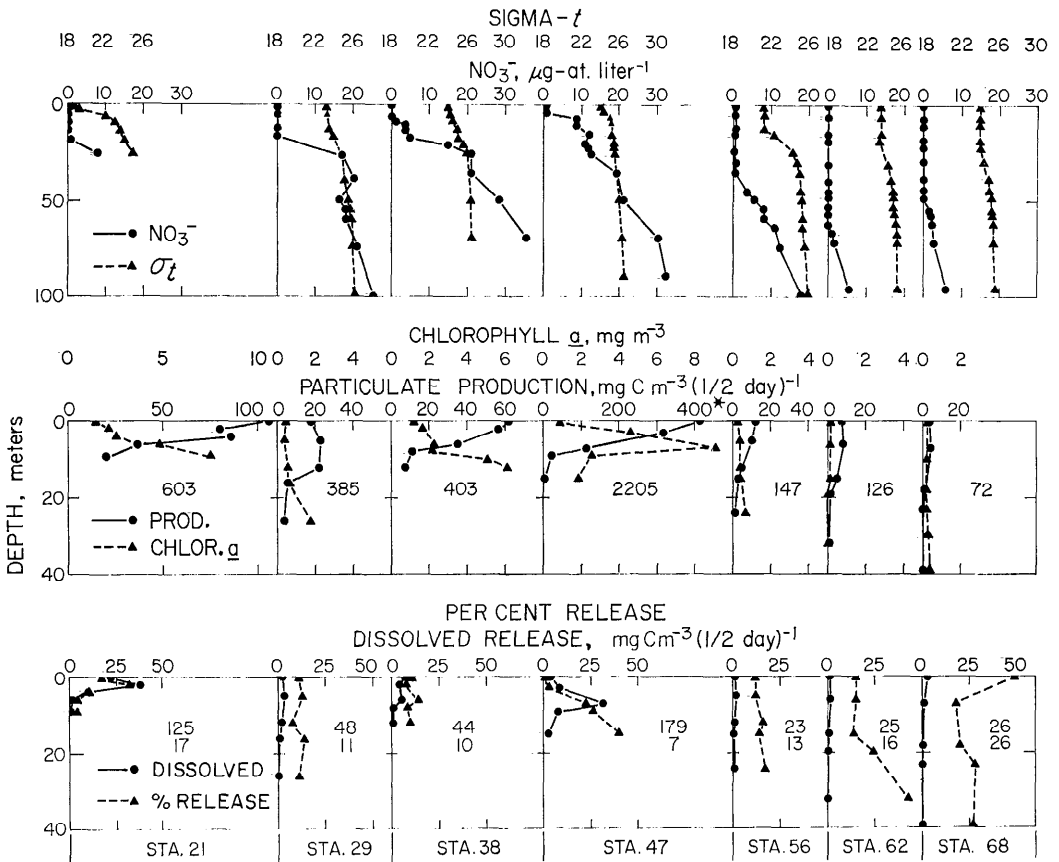 SIGMA-t
18 22 26 18 22 26 18 22 26 30 18 22 26 30 18 22 26 18 22 26 18 22 26 30
NO₃⁻, µg-at. liter⁻¹
0 10 20 30 0 10 20 0 10 20 30 0 10 20 30 0 10 20 0 10 20 0 10 20 30
0
50
100
NO₃⁻
σt
CHLOROPHYLL a, mg m⁻³
0 5 10 0 2 4 0 2 4 6 0 2 4 6 8 0 2 4 0 2 4 0 2
PARTICULATE PRODUCTION, mg C m⁻³ (1/2 day)⁻¹
0 50 100 0 20 40 0 20 40 60 0 200 400 * 0 20 40 0 20 40 0 20
0
20
40
603 385 403 2205 147 126 72
PROD.
CHLOR. a
DEPTH, meters
PER CENT RELEASE
DISSOLVED RELEASE, mg C m⁻³ (1/2 day)⁻¹
0 25 50 0 25 50 0 25 50 0 25 50 0 25 0 25 0 25 50
0
20
40
125 48 44 179 23 25 26
17 11 10 7 13 16 26
DISSOLVED
% RELEASE
STA. 21 STA. 29 STA. 38 STA. 47 STA. 56 STA. 62 STA. 68